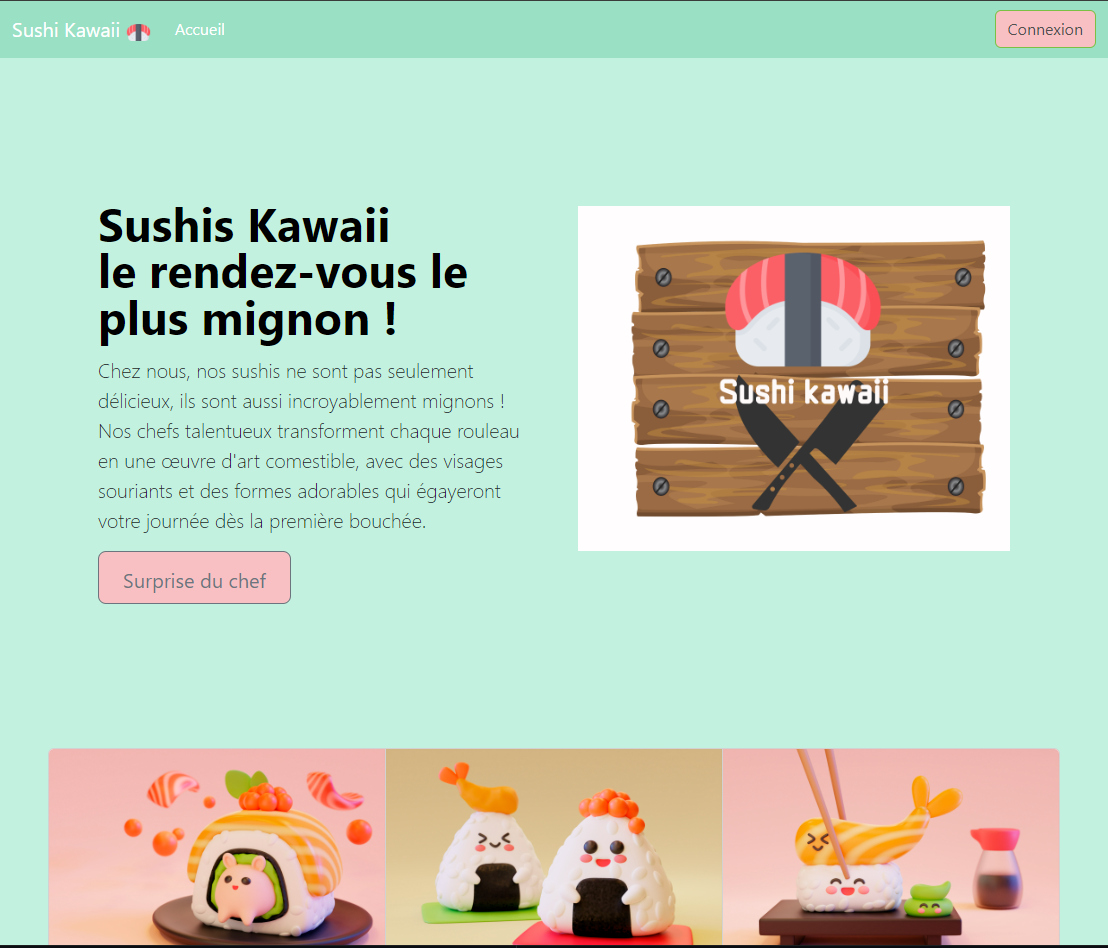 Sushi Kawaii
Accueil
Connexion
Sushis Kawaii
le rendez-vous le
plus mignon !
Chez nous, nos sushis ne sont pas seulement
délicieux, ils sont aussi incroyablement mignons !
Nos chefs talentueux transforment chaque rouleau
en une œuvre d'art comestible, avec des visages
souriants et des formes adorables qui égayeront
votre journée dès la première bouchée.
Surprise du chef
Sushi kawaii